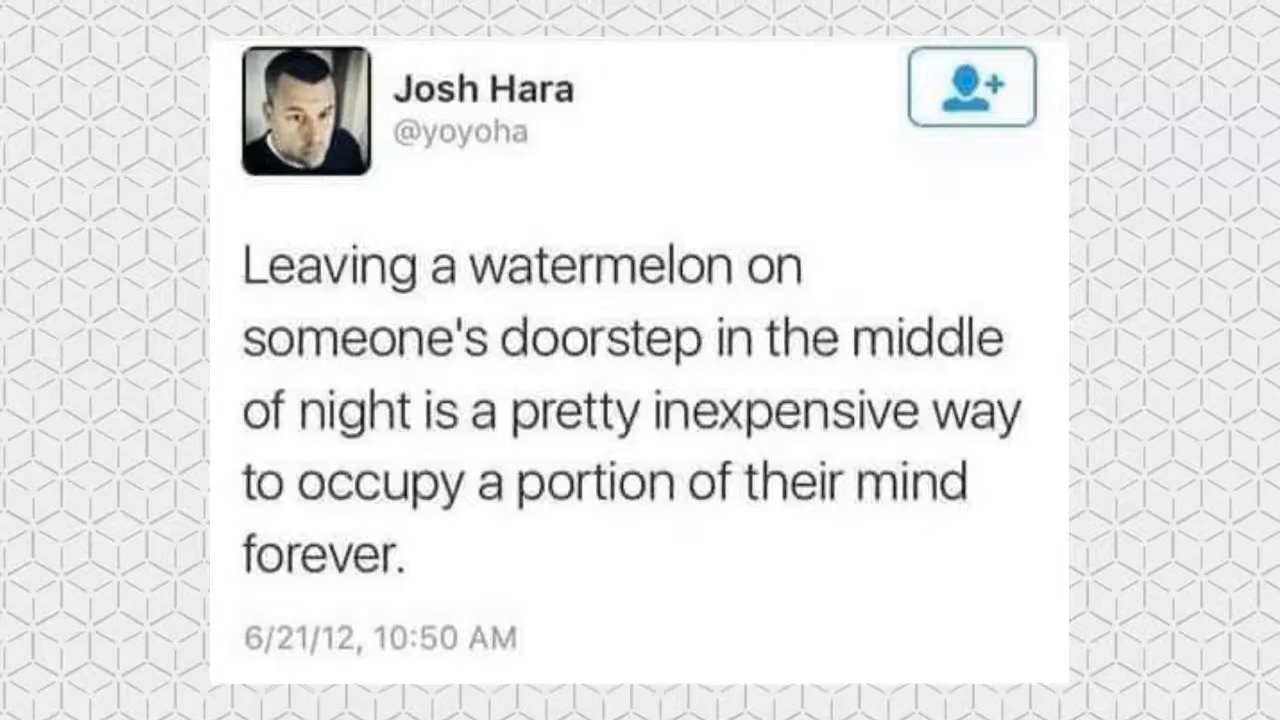 Josh Hara
@yoyoha
Leaving a watermelon on
someone's doorstep in the middle
of night is a pretty inexpensive way
to occupy a portion of their mind
forever.
6/21/12, 10:50 AM